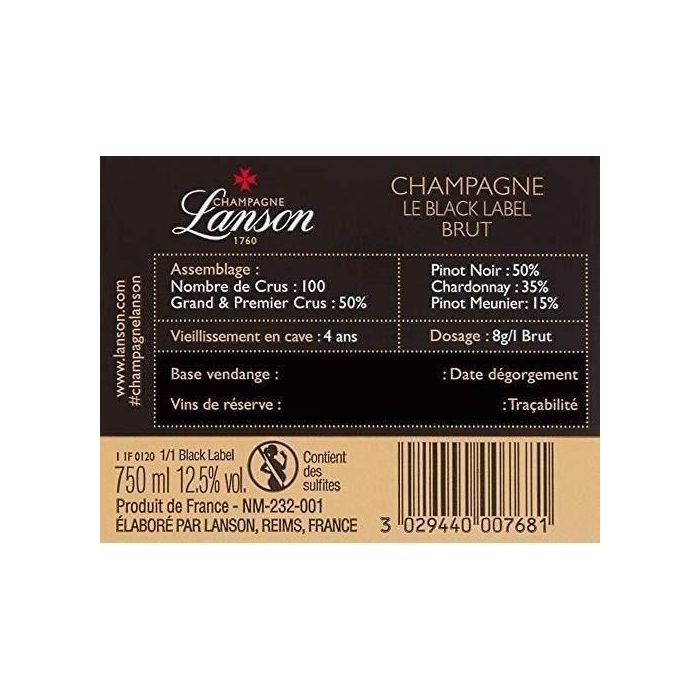 CHAMPAGNE
Lanson
1760
CHAMPAGNE
LE BLACK LABEL
BRUT
Assemblage :
Nombre de Crus : 100
Grand & Premier Crus : 50%
Pinot Noir : 50%
Chardonnay : 35%
Pinot Meunier : 15%
Vieillissement en cave : 4 ans
Dosage : 8g/l Brut
Base vendange :
: Date dégorgement
Vins de réserve :
: Traçabilité
www.lanson.com
#champagnelanson
1 IF 0120 1/1 Black Label
750 ml 12.5% vol.
Produit de France - NM-232-001
ÉLABORÉ PAR LANSON, REIMS, FRANCE
Contient
des
sulfites
3 029440 007681